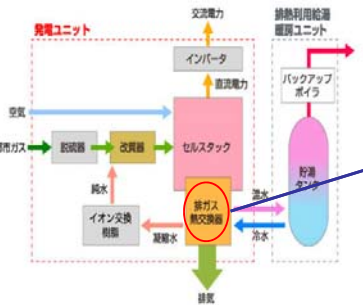 交流電力
発電ユニット
排熱利用給湯
暖房ユニット
インバータ
バックアップ
ボイラ
直流電力
空気
都市ガス
脱硫器
改質器
セルスタック
貯湯
タンク
純水
排ガス
熱交換器
温水
イオン交換
樹脂
凝縮水
冷水
排気